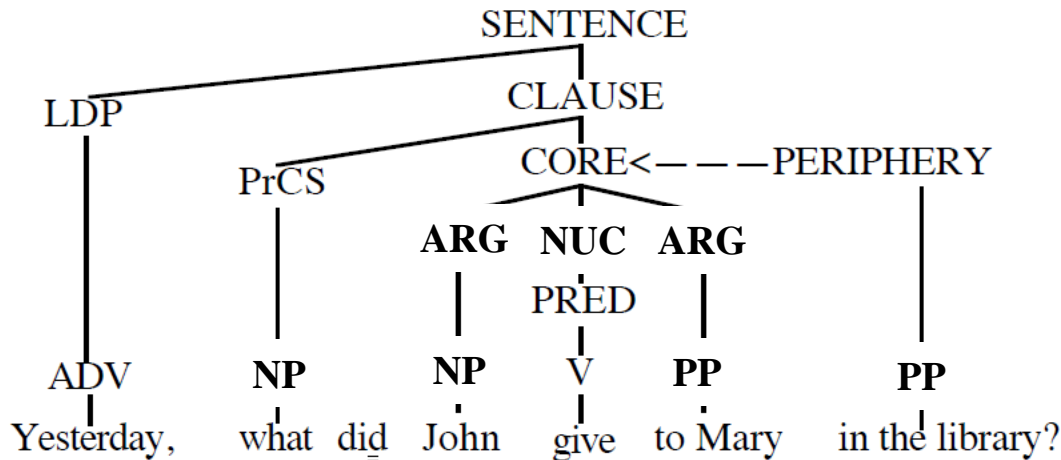 SENTENCE
LDP CLAUSE
PrCS CORE<— — —PERIPHERY
ARG NUC ARG
PRED
ADV NP NP V PP PP
Yesterday, what did John give to Mary in the library?